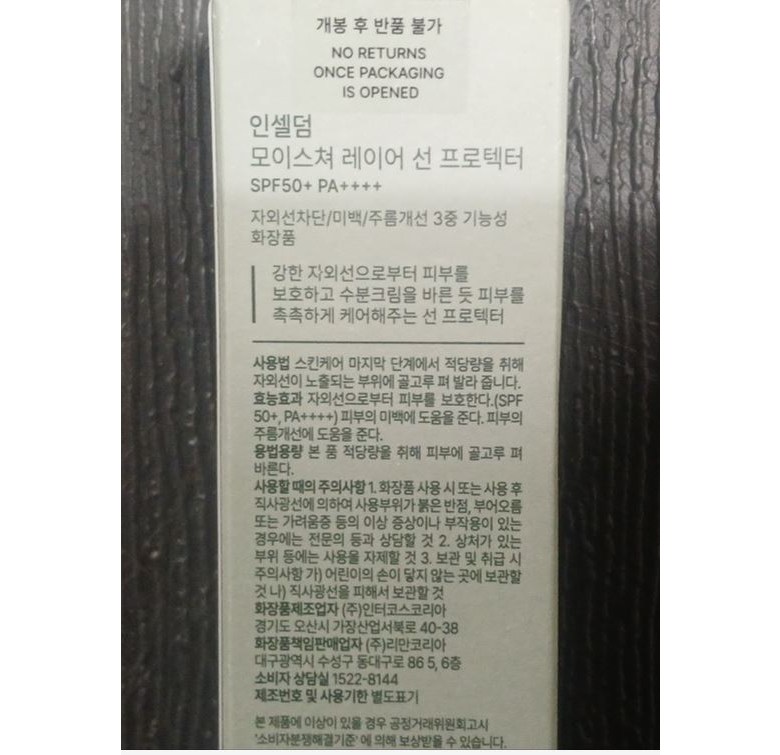 개봉 후 반품 불가
NO RETURNS
ONCE PACKAGING
IS OPENED
인셀덤
모이스쳐 레이어 선 프로텍터
SPF50+ PA++++
자외선차단/미백/주름개선 3중 기능성
화장품
강한 자외선으로부터 피부를
보호하고 수분크림을 바른 듯 피부를
촉촉하게 케어해주는 선 프로텍터
사용법 스킨케어 마지막 단계에서 적당량을 취해
자외선이 노출되는 부위에 골고루 펴 발라 줍니다.
효능효과 자외선으로부터 피부를 보호한다.(SPF
50+, PA++++) 피부의 미백에 도움을 준다. 피부의
주름개선에 도움을 준다.
용법용량 본 품 적당량을 취해 피부에 골고루 펴
바른다.
사용할 때의 주의사항 1. 화장품 사용 시 또는 사용 후
직사광선에 의하여 사용부위가 붉은 반점, 부어오름
또는 가려움증 등의 이상 증상이나 부작용이 있는
경우에는 전문의 등과 상담할 것 2. 상처가 있는
부위 등에는 사용을 자제할 것 3. 보관 및 취급 시
주의사항 가) 어린이의 손이 닿지 않는 곳에 보관할
것 나) 직사광선을 피해서 보관할 것
화장품제조업자 (주)인터코스코리아
경기도 오산시 가장산업서북로 40-38
화장품책임판매업자 (주)리만코리아
대구광역시 수성구 동대구로 86 5, 6층
소비자 상담실 1522-8144
제조번호 및 사용기한 별도표기
본 제품에 이상이 있을 경우 공정거래위원회고시
'소비자분쟁해결기준' 에 의해 보상받을 수 있습니다.